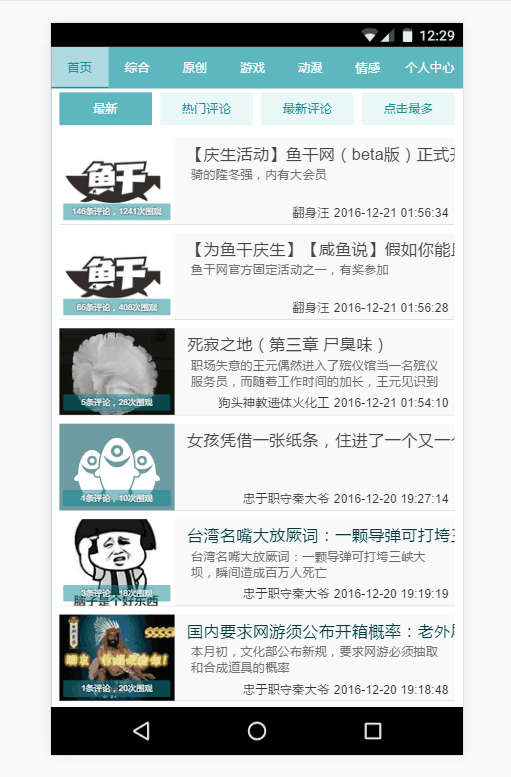 12:29
首页 综合 原创 游戏 动漫 情感 个人中心
最新 热门评论 最新评论 点击最多
鱼干
146条评论，1241次围观
【庆生活动】鱼干网（beta版）正式开
骑的隆冬强，内有大会员
翻身汪 2016-12-21 01:56:34
鱼干
65条评论，408次围观
【为鱼干庆生】【咸鱼说】假如你能
鱼干网官方固定活动之一，有奖参加
翻身汪 2016-12-21 01:56:28
5条评论，28次围观
死寂之地（第三章 尸臭味）
职场失意的王元偶然进入了殡仪馆当一名殡仪
服务员，而随着工作时间的加长，王元见识到
狗头神教遗体火化工 2016-12-21 01:54:10
4条评论，10次围观
女孩凭借一张纸条，住进了一个又一个
忠于职守秦大爷 2016-12-20 19:27:14
脑子是个好东西
3条评论，18次围观
台湾名嘴大放厥词：一颗导弹可打垮三
台湾名嘴大放厥词：一颗导弹可打垮三峡大
坝，瞬间造成百万人死亡
忠于职守秦大爷 2016-12-20 19:19:19
SSSS
1条评论，20次围观
国内要求网游须公布开箱概率：老外
本月初，文化部公布新规，要求网游必须抽取
和合成道具的概率
忠于职守秦大爷 2016-12-20 19:18:48